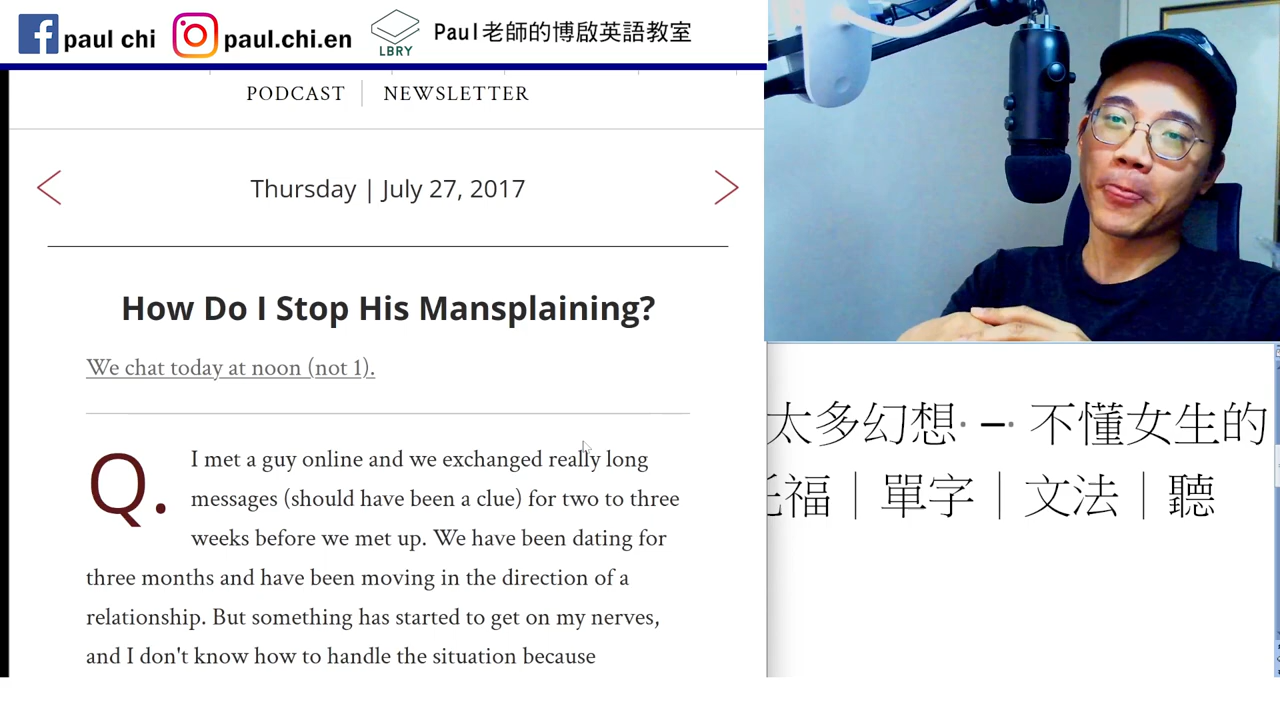 paul chi
paul.chi.en
LBRY
Paul老師的博啟英語教室
PODCAST
NEWSLETTER
Thursday | July 27, 2017
How Do I Stop His Mansplaining?
We chat today at noon (not 1).
Q. I met a guy online and we exchanged really long
messages (should have been a clue) for two to three
weeks before we met up. We have been dating for
three months and have been moving in the direction of a
relationship. But something has started to get on my nerves,
and I don't know how to handle the situation because
太多幻想 – 不懂女生的
福｜單字｜文法｜聽